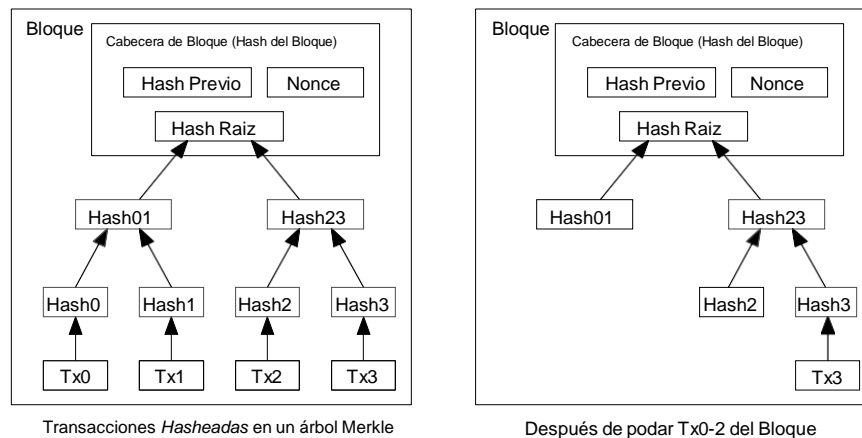 Bloque
Cabecera de Bloque (Hash del Bloque)
Hash Previo
Nonce
Hash Raiz
Hash01
Hash23
Hash0
Hash1
Hash2
Hash3
Tx0
Tx1
Tx2
Tx3
Transacciones Hasheadas en un árbol Merkle
Bloque
Cabecera de Bloque (Hash del Bloque)
Hash Previo
Nonce
Hash Raiz
Hash01
Hash23
Hash2
Hash3
Tx3
Después de podar Tx0-2 del Bloque